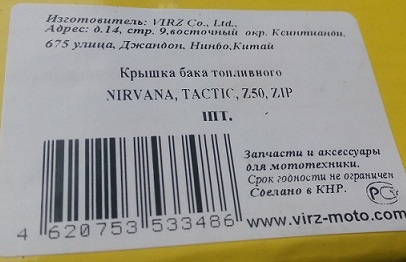 Изготовитель: VIRZ Co., Ltd.,
Адрес: д.14, стр. 9,восточный окр. Ксинтианди,
675 улица, Джандон, Нинбо,Китай
Крышка бака топливного
NIRVANA, TACTIC, Z50, ZIP
ШТ.
Запчасти и аксессуары
для мототехники.
Срок годности не ограничен
Сделано в КНР.
4 620753 533486
www.virz-moto.com